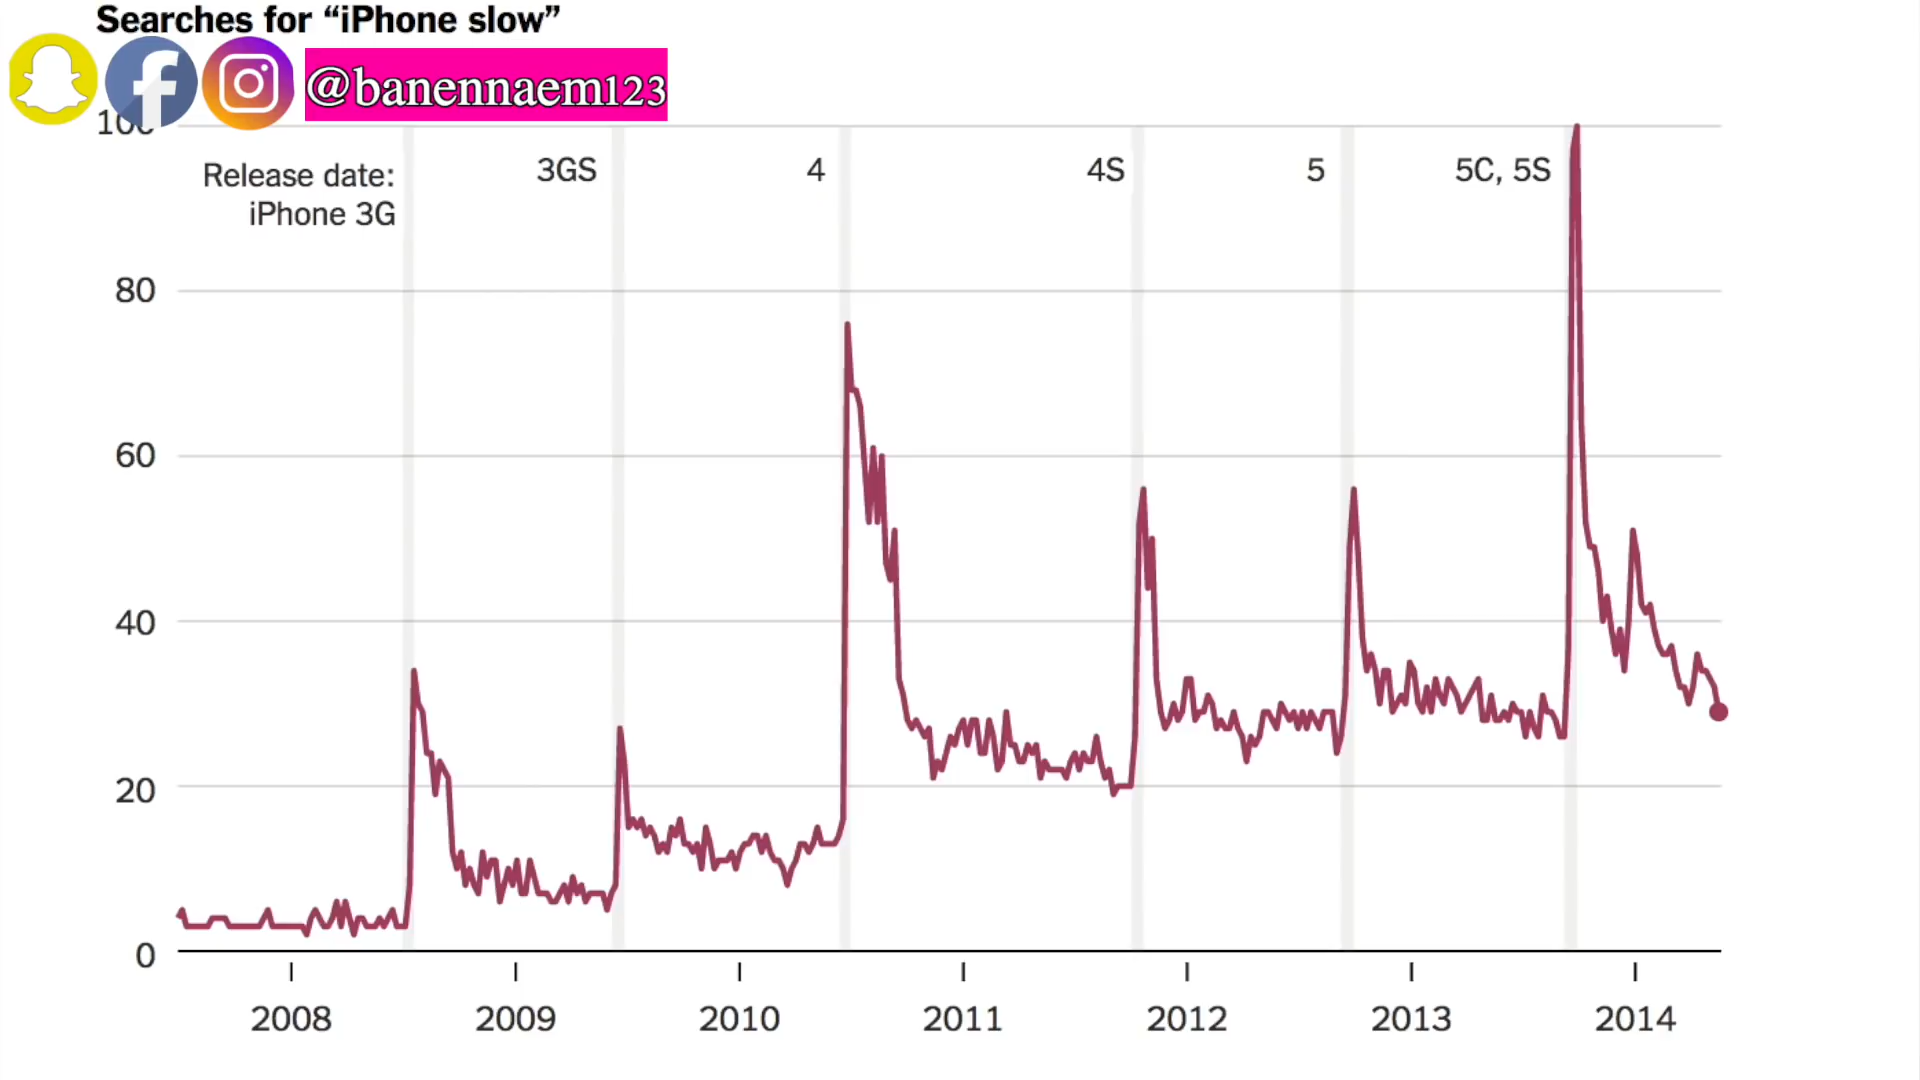 Searches for “iPhone slow”
@banennaem123
100
Release date:
iPhone 3G
3GS
4
4S
5
5C, 5S
80
60
40
20
0
2008
2009
2010
2011
2012
2013
2014